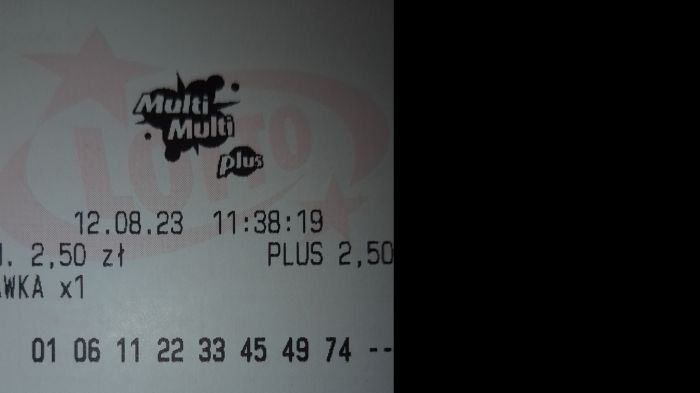 LOTTO
Multi
Multi
plus
12.08.23 11:38:19
. 2,50 zł PLUS 2,50
WKA x1
01 06 11 22 33 45 49 74 --